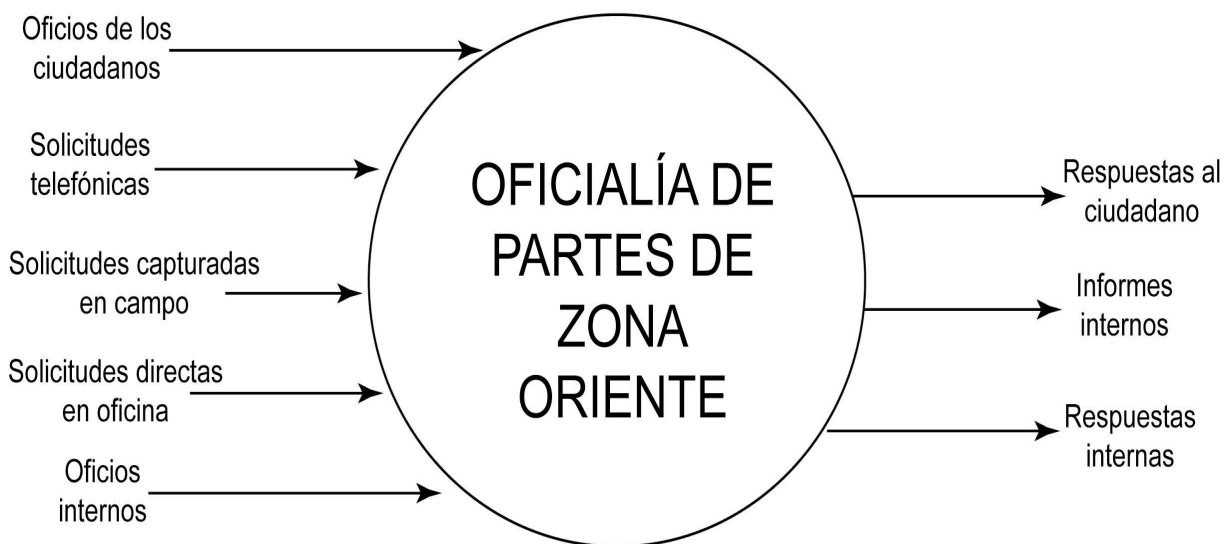 Oficios de los
ciudadanos
Solicitudes
telefónicas
Solicitudes capturadas
en campo
Solicitudes directas
en oficina
Oficios
internos
OFICIALÍA DE
PARTES DE
ZONA
ORIENTE
Respuestas al
ciudadano
Informes
internos
Respuestas
internas